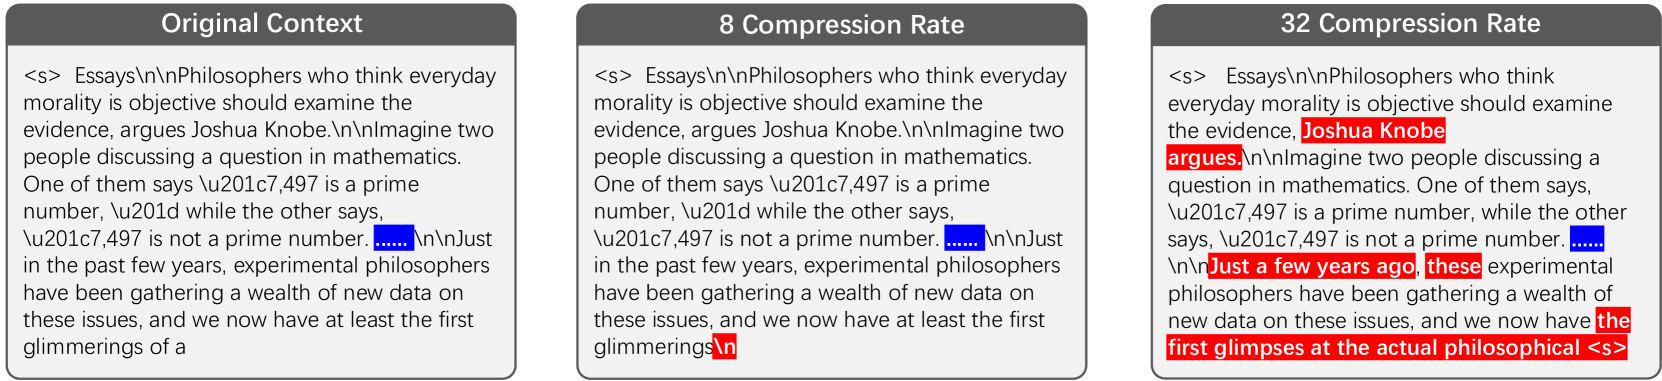 Original Context
<s> Essays\n\nPhilosophers who think everyday
morality is objective should examine the
evidence, argues Joshua Knobe.\n\nImagine two
people discussing a question in mathematics.
One of them says \u201c7,497 is a prime
number, \u201d while the other says,
\u201c7,497 is not a prime number. ...... \n\nJust
in the past few years, experimental philosophers
have been gathering a wealth of new data on
these issues, and we now have at least the first
glimmerings of a
8 Compression Rate
<s> Essays\n\nPhilosophers who think everyday
morality is objective should examine the
evidence, argues Joshua Knobe.\n\nImagine two
people discussing a question in mathematics.
One of them says \u201c7,497 is a prime
number, \u201d while the other says,
\u201c7,497 is not a prime number. ...... \n\nJust
in the past few years, experimental philosophers
have been gathering a wealth of new data on
these issues, and we now have at least the first
glimmerings\n
32 Compression Rate
<s> Essays\n\nPhilosophers who think
everyday morality is objective should examine
the evidence, Joshua Knobe
argues.\n\nImagine two people discussing a
question in mathematics. One of them says,
\u201c7,497 is a prime number, while the other
says, \u201c7,497 is not a prime number. ......
\n\nJust a few years ago, these experimental
philosophers have been gathering a wealth of
new data on these issues, and we now have the
first glimpses at the actual philosophical <s>